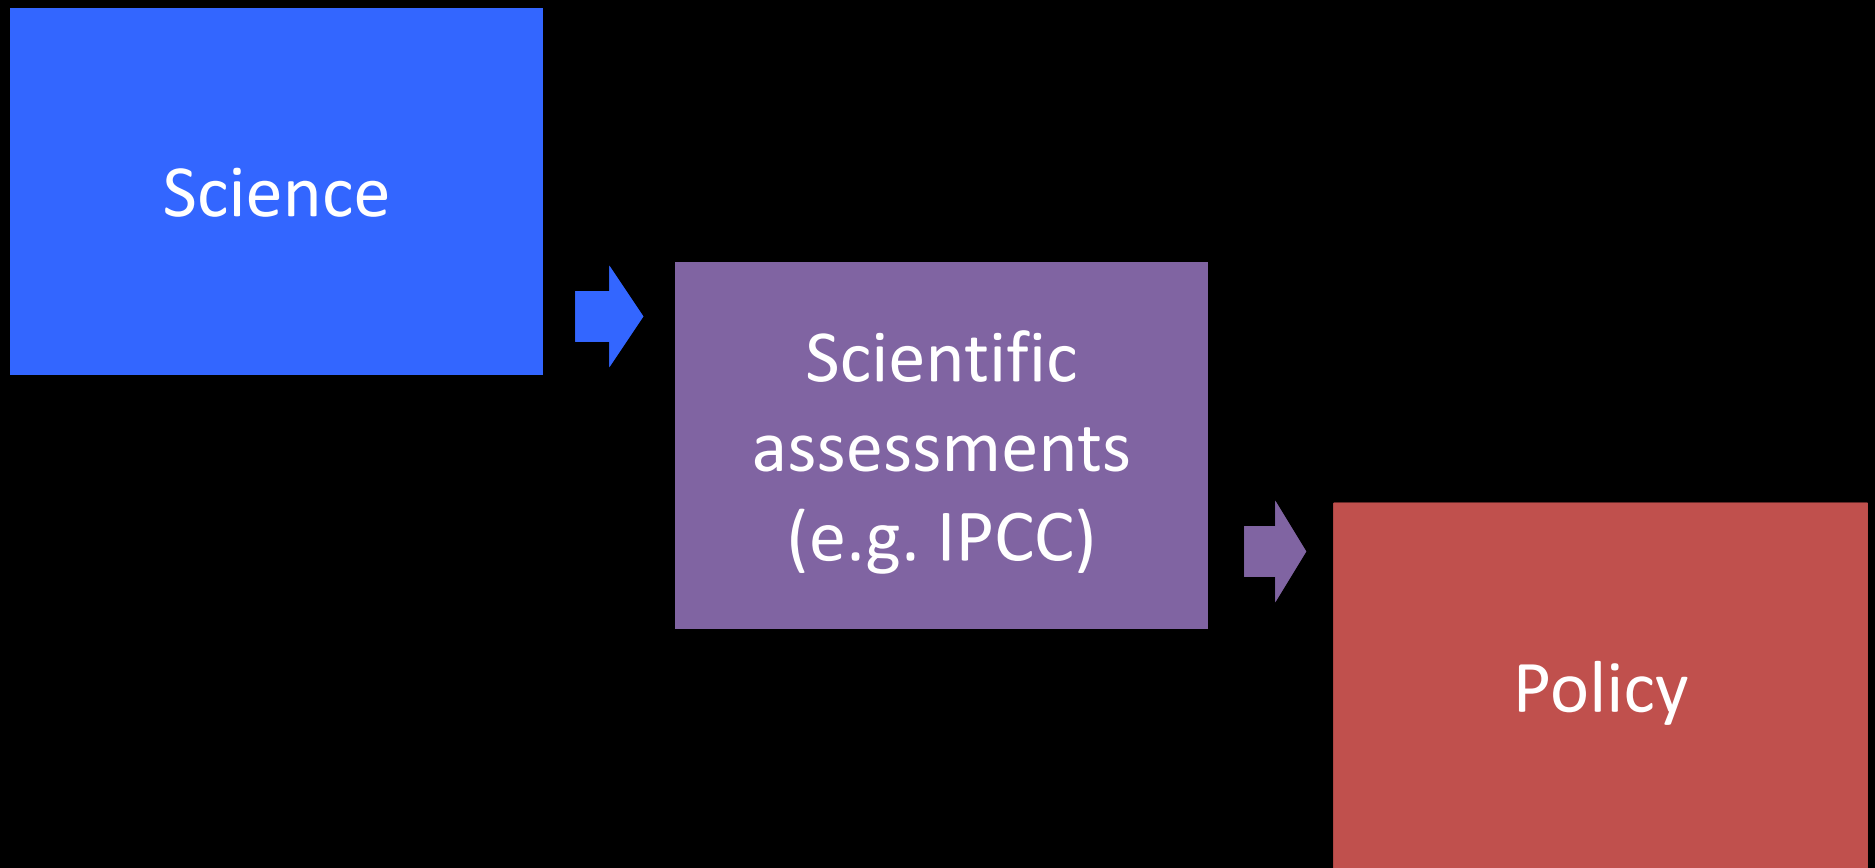 Science
Scientific
assessments
(e.g. IPCC)
Policy